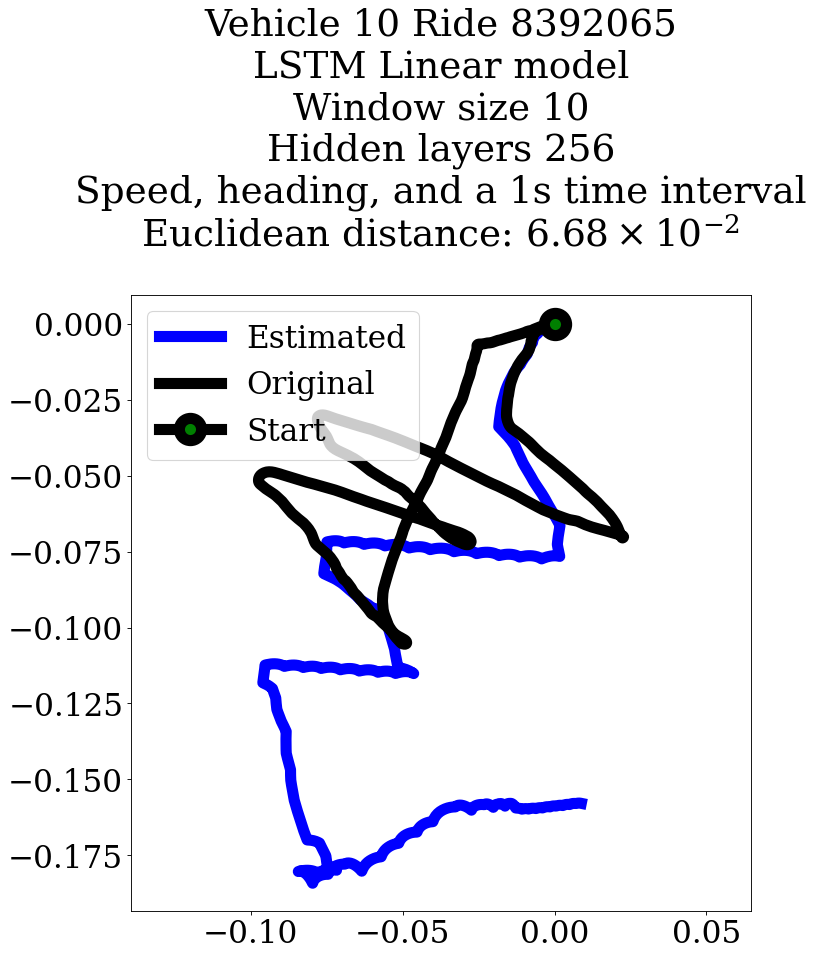 Vehicle 10 Ride 8392065
LSTM Linear model
Window size 10
Hidden layers 256
Speed, heading, and a 1s time interval
Euclidean distance: 6.68 × 10⁻²
Estimated
Original
Start
0.000
−0.025
−0.050
−0.075
−0.100
−0.125
−0.150
−0.175
−0.10 −0.05 0.00 0.05